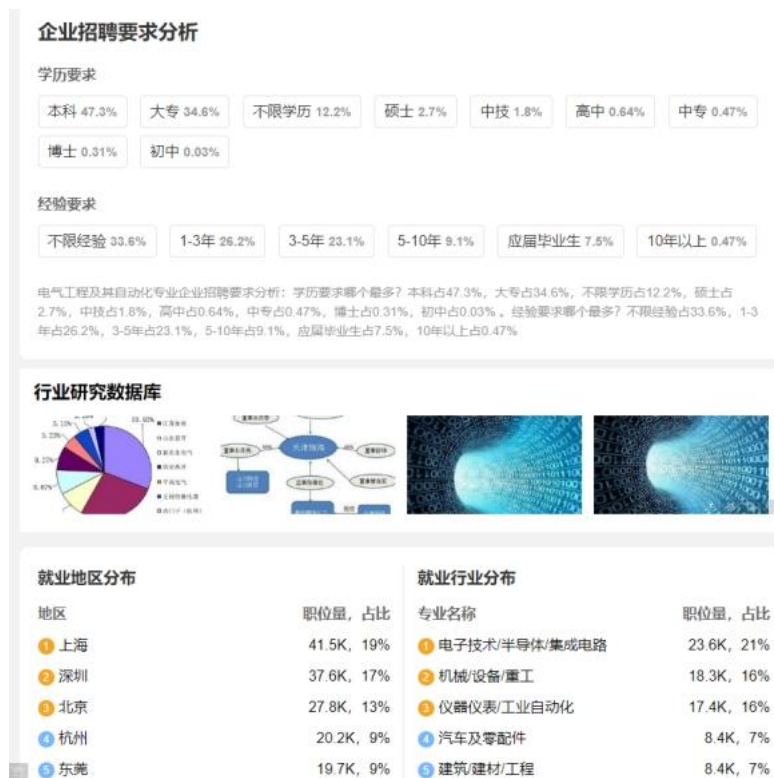 企业招聘要求分析
学历要求
本科 47.3% 大专 34.6% 不限学历 12.2% 硕士 2.7% 中技 1.8% 高中 0.64% 中专 0.47%
博士 0.31% 初中 0.03%
经验要求
不限经验 33.6% 1-3年 26.2% 3-5年 23.1% 5-10年 9.1% 应届毕业生 7.5% 10年以上 0.47%
电气工程及其自动化专业企业招聘要求分析：学历要求哪个最多？本科占47.3%，大专占34.6%，不限学历占12.2%，硕士占
2.7%，中技占1.8%，高中占0.64%，中专占0.47%，博士占0.31%，初中占0.03% 。经验要求哪个最多？不限经验占33.6%，1-3
年占26.2%，3-5年占23.1%，5-10年占9.1%，应届毕业生占7.5%，10年以上占0.47%
行业研究数据库
就业地区分布
地区 职位量，占比
1 上海 41.5K，19%
2 深圳 37.6K，17%
3 北京 27.8K，13%
4 杭州 20.2K，9%
5 东莞 19.7K，9%
就业行业分布
专业名称 职位量，占比
1 电子技术/半导体/集成电路 23.6K，21%
2 机械/设备/重工 18.3K，16%
3 仪器仪表/工业自动化 17.4K，16%
4 汽车及零配件 8.4K，7%
5 建筑/建材/工程 8.4K，7%